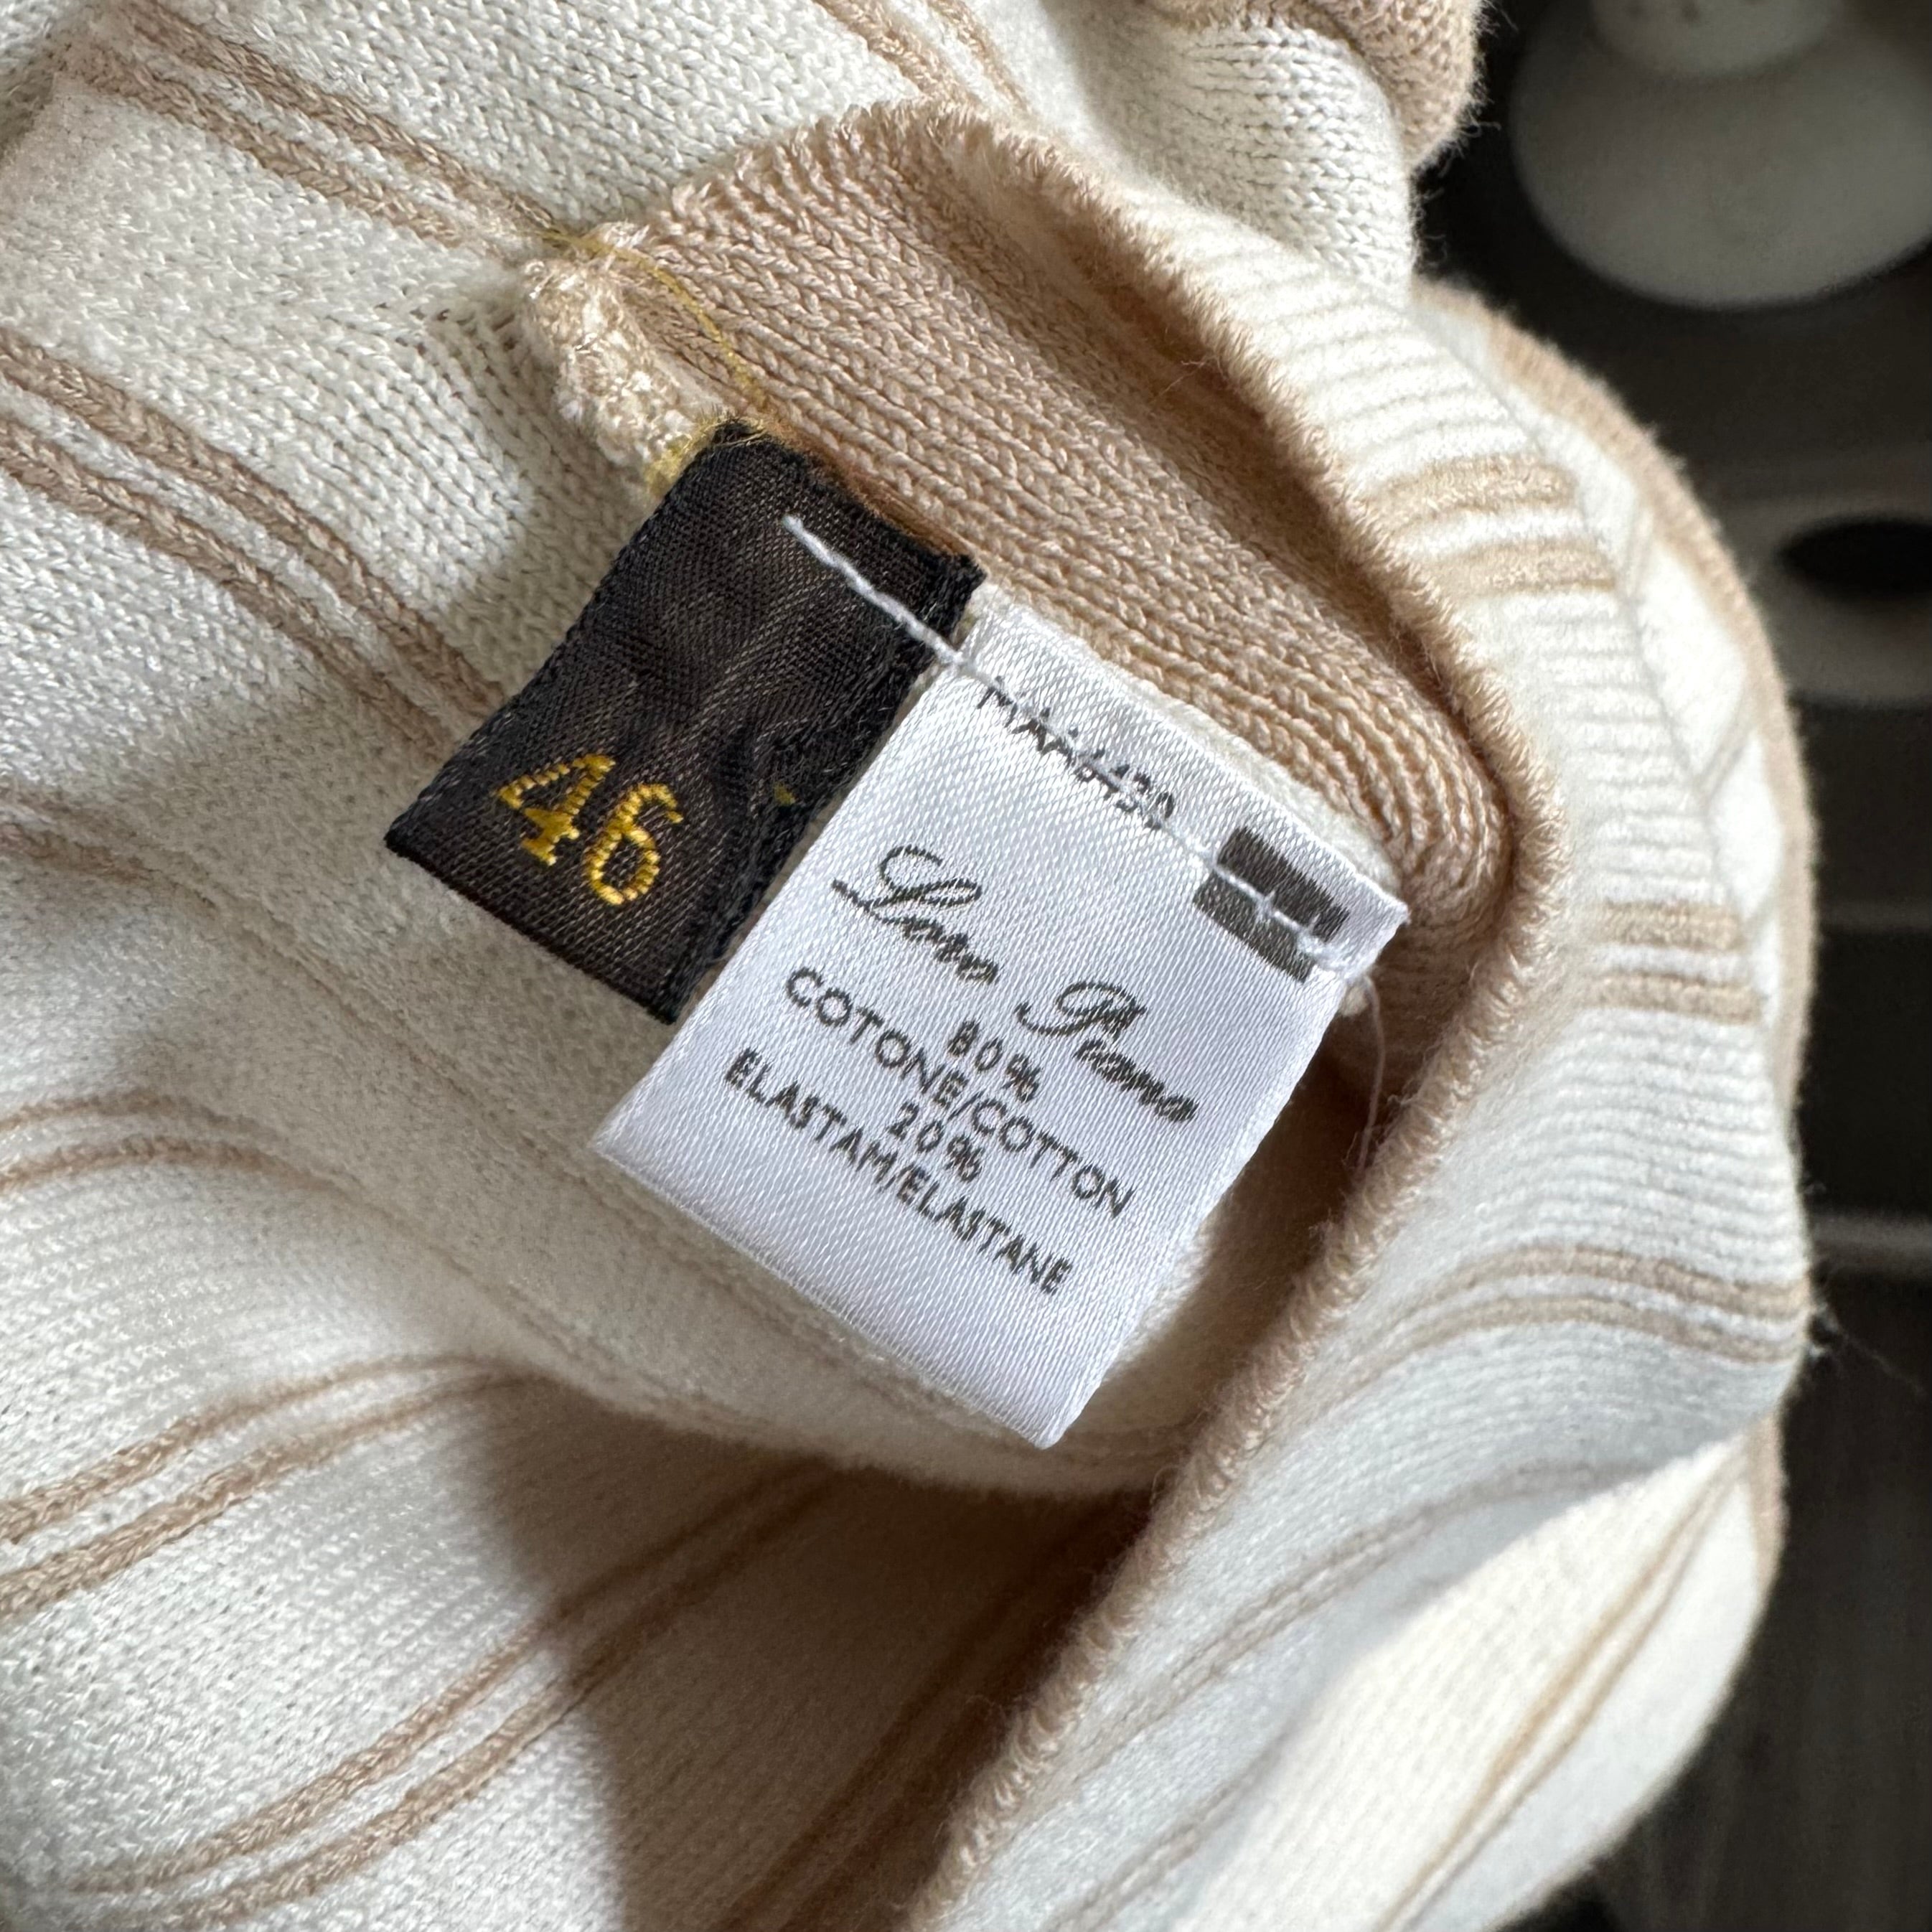 46
Loro Piana
80%
COTONE/COTTON
20%
ELASTAM/ELASTANE